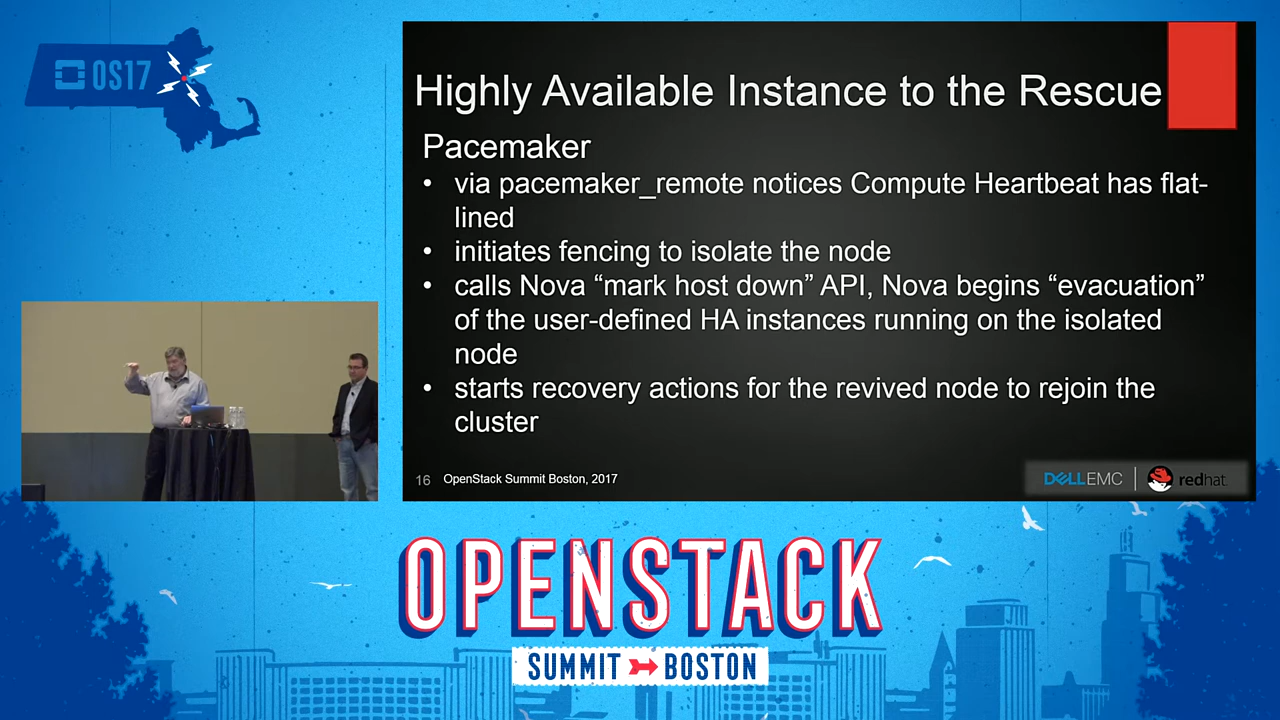 OS17
Highly Available Instance to the Rescue
Pacemaker
• via pacemaker_remote notices Compute Heartbeat has flat-
lined
• initiates fencing to isolate the node
• calls Nova “mark host down” API, Nova begins “evacuation”
of the user-defined HA instances running on the isolated
node
• starts recovery actions for the revived node to rejoin the
cluster
16 OpenStack Summit Boston, 2017
DELLEMC redhat.
OPENSTACK
SUMMIT BOSTON